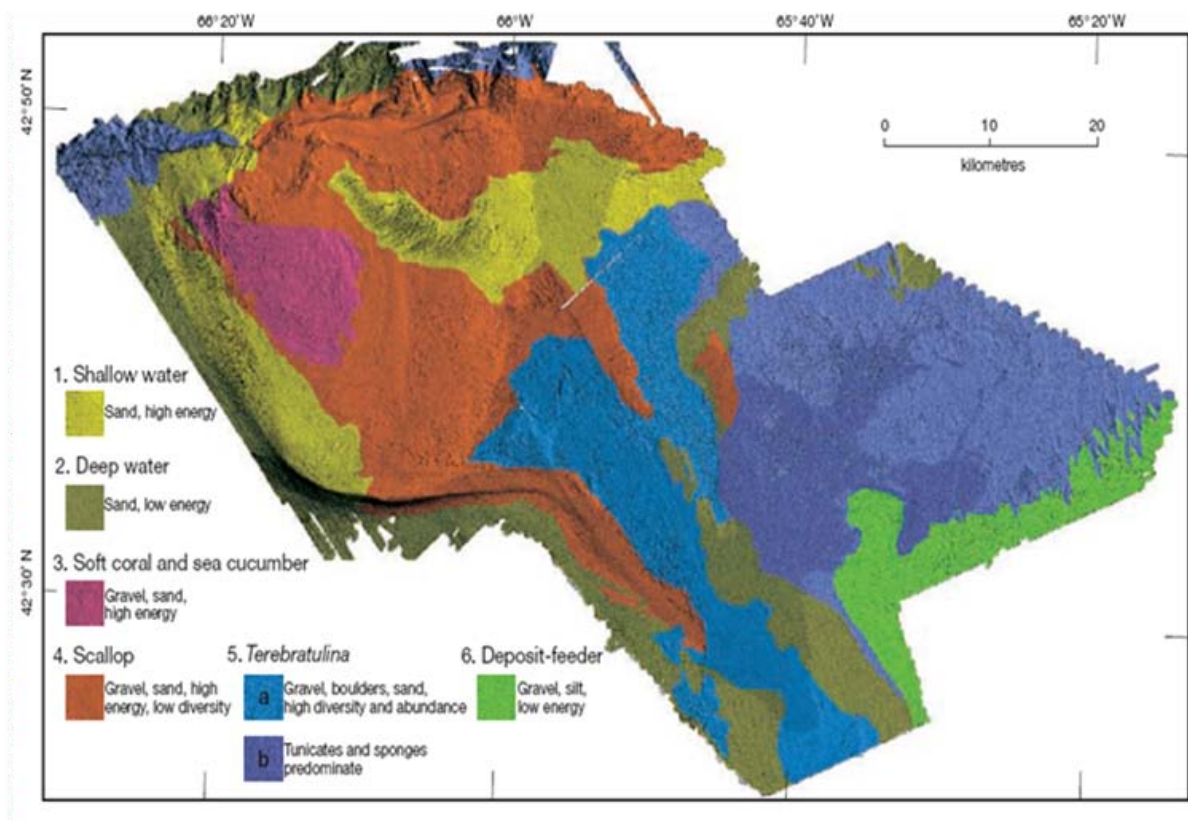 66°20'W
66°W
65°40'W
65°20'W
42°50' N
0
10
20
kilometres
1. Shallow water
Sand, high energy
2. Deep water
Sand, low energy
42°30' N
3. Soft coral and sea cucumber
Gravel, sand,
high energy
4. Scallop
Gravel, sand, high
energy, low diversity
5. Terebratulina
a
Gravel, boulders, sand,
high diversity and abundance
b
Tunicates and sponges
predominate
6. Deposit-feeder
Gravel, silt,
low energy